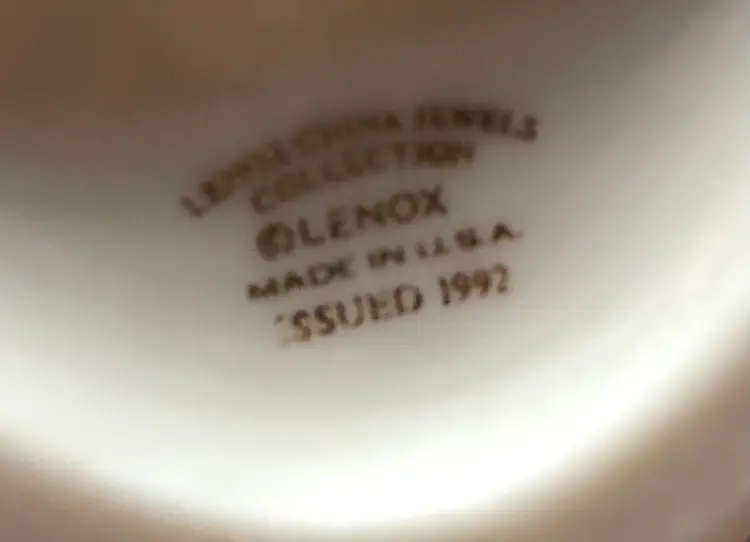 LENOX CHINA JEWELS
COLLECTION
©LENOX
MADE IN U.S.A.
ISSUED 1992